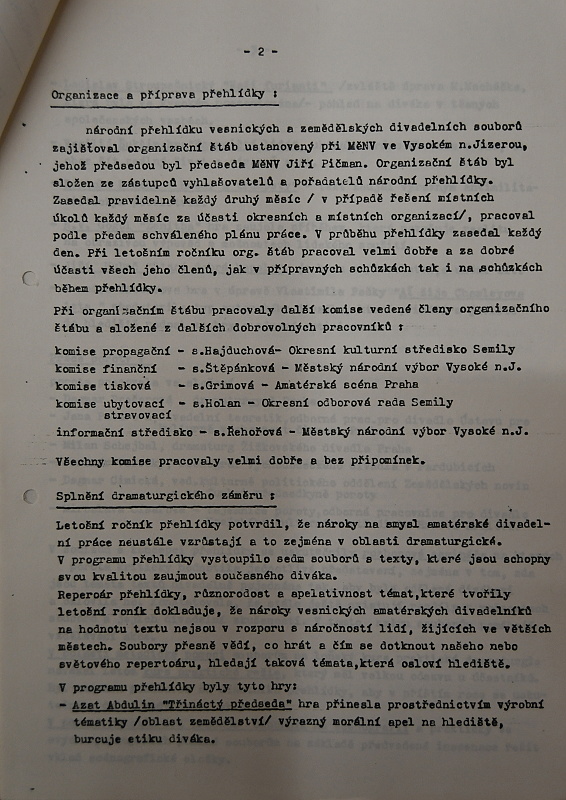 - 2 -
Organizace a příprava přehlídky :
národní přehlídku vesnických a zemědělských divadelních souborů
zajišťoval organizační štáb ustanovený při MěNV ve Vysokém n.Jizerou,
jehož předsedou byl předseda MěNV Jiří Pičman. Organizační štáb byl
složen ze zástupců vyhlašovatelů a pořadatelů národní přehlídky.
Zasedal pravidelně každý druhý měsíc / v případě řešení místních
úkolů každý měsíc za účasti okresních a místních organizací/, pracoval
podle předem schváleného plánu práce. V průběhu přehlídky zasedal každý
den. Při letošním ročníku org. štáb pracoval velmi dobře a za dobré
účasti všech jeho členů, jak v přípravných schůzkách tak i na schůzkách
během přehlídky.
Při organizačním štábu pracovaly další komise vedené členy organizačního
štábu a složené z dalších dobrovolných pracovníků :
komise propagační - s.Hajduchová- Okresní kulturní středisko Semily
komise finanční - s.Štěpánková - Městský národní výbor Vysoké n.J.
komise tisková - s.Grimová - Amatérská scéna Praha
komise ubytovací - s.Holan - Okresní odborová rada Semily
stravovací
informační středisko - s.Řehořová - Městský národní výbor Vysoké n.J.
Všechny komise pracovaly velmi dobře a bez připomínek.
Splnění dramaturgického záměru :
Letošní ročník přehlídky potvrdil, že nároky na smysl amatérské divadel-
ní práce neustále vzrůstají a to zejména v oblasti dramaturgické.
V programu přehlídky vystoupilo sedm souborů s texty, které jsou schopny
svou kvalitou zaujmout současného diváka.
Reperoár přehlídky, různorodost a apelativnost témat,které tvořily
letošní roník dokladuje, že nároky vesnických amatérských divadelníků
na hodnotu textu nejsou v rozporu s náročností lidí, žijících ve větších
městech. Soubory přesně vědí, co hrát a čím se dotknout našeho nebo
světového repertoáru, hledají taková témata,která osloví hlediště.
V programu přehlídky byly tyto hry:
- Azat Abdulin "Třináctý předseda" hra přinesla prostřednictvím výrobní
tématiky /oblast zemědělství/ výrazný morální apel na hlediště,
burcuje etiku diváka.